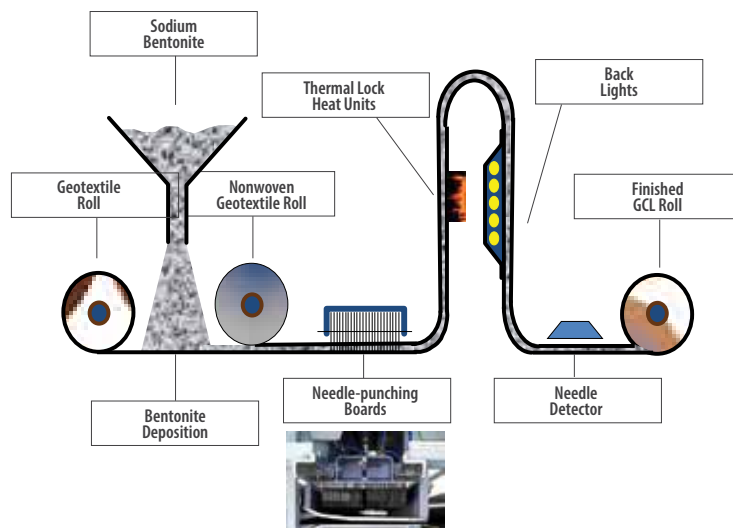 Sodium
Bentonite
Thermal Lock
Heat Units
Back
Lights
Geotextile
Roll
Nonwoven
Geotextile Roll
Finished
GCL Roll
Bentonite
Deposition
Needle-punching
Boards
Needle
Detector